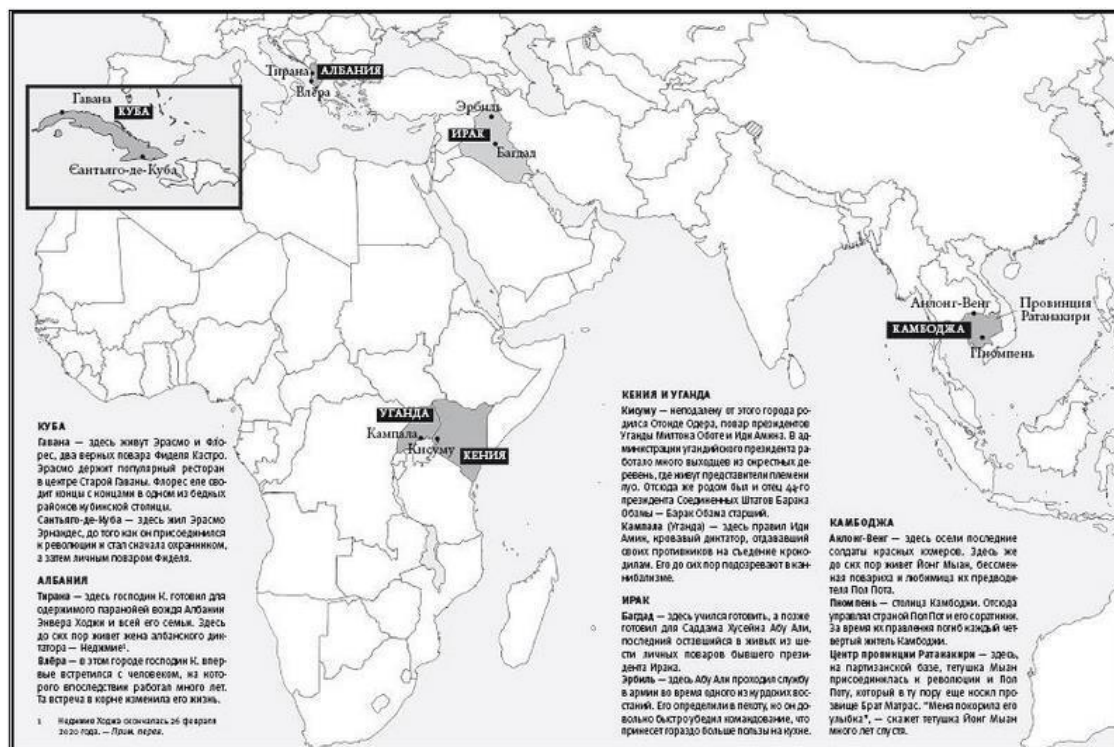 Гавана
КУБА
Сантьяго-де-Куба
Тирана
АЛБАНИЯ
Влёра
Эрбиль
ИРАК
Багдад
Анлонг-Венг
Провинция
Ратанакири
КАМБОДЖА
Пномпень
УГАНДА
Кампала
Кисуму
КЕНИЯ
КУБА
Гавана — здесь живут Эрасмо и Фло-
рес, два верных повара Фиделя Кастро.
Эрасмо держит популярный ресторан
в центре Старой Гаваны. Флорес еле сво-
дит концы с концами в одном из бедных
районов кубинской столицы.
Сантьяго-де-Куба — здесь жил Эрасмо
Эрнандес, до того как он присоединился
к революции и стал сначала охранником,
а затем личным поваром Фиделя.
АЛБАНИЯ
Тирана — здесь господин К. готовил для
одержимого паранойей вождя Албании
Энвера Ходжи и всей его семьи. Здесь
до сих пор живет жена албанского дик-
татора — Неджмие¹.
Влёра — в этом городе господин К. впер-
вые встретился с человеком, на ко-
торого впоследствии работал много лет.
Та встреча в корне изменила его жизнь.
1 Неджмие Ходжа скончалась 26 февраля
2020 года. — Прим. перев.
КЕНИЯ И УГАНДА
Кисуму — неподалеку от этого города ро-
дился Отонде Одера, повар президентов
Уганды Милтона Оботе и Иди Амина. В ад-
министрации угандийского президента ра-
ботало много выходцев из окрестных де-
ревень, где живут представители племени
луо. Отсюда же родом был и отец 44-го
президента Соединенных Штатов Барака
Обамы — Барак Обама старший.
Кампала (Уганда) — здесь правил Иди
Амин, кровавый диктатор, отдававший
своих противников на съедение кроко-
дилам. Его до сих пор подозревают в кан-
нибализме.
ИРАК
Багдад — здесь учился готовить, а позже
готовил для Саддама Хусейна Абу Али,
последний оставшийся в живых из ше-
сти личных поваров бывшего прези-
дента Ирака.
Эрбиль — здесь Абу Али проходил службу
в армии во время одного из курдских вос-
станий. Его определили в пехоту, но он до-
вольно быстро убедил командование, что
принесет гораздо больше пользы на кухне.
КАМБОДЖА
Анлонг-Венг — здесь осели последние
солдаты красных кхмеров. Здесь же
до сих пор живет Йонг Мыан, бессмен-
ная повариха и любимица их предводи-
теля Пол Пота.
Пномпень — столица Камбоджи. Отсюда
управлял страной Пол Пот и его соратники.
За время их правления погиб каждый чет-
вертый житель Камбоджи.
Центр провинции Ратанакири — здесь,
на партизанской базе, тетушка Мыан
присоединилась к революции и Пол
Поту, который в ту пору еще носил про-
звище Брат Матрас. "Меня покорила его
улыбка", — скажет тетушка Йонг Мыан
много лет спустя.